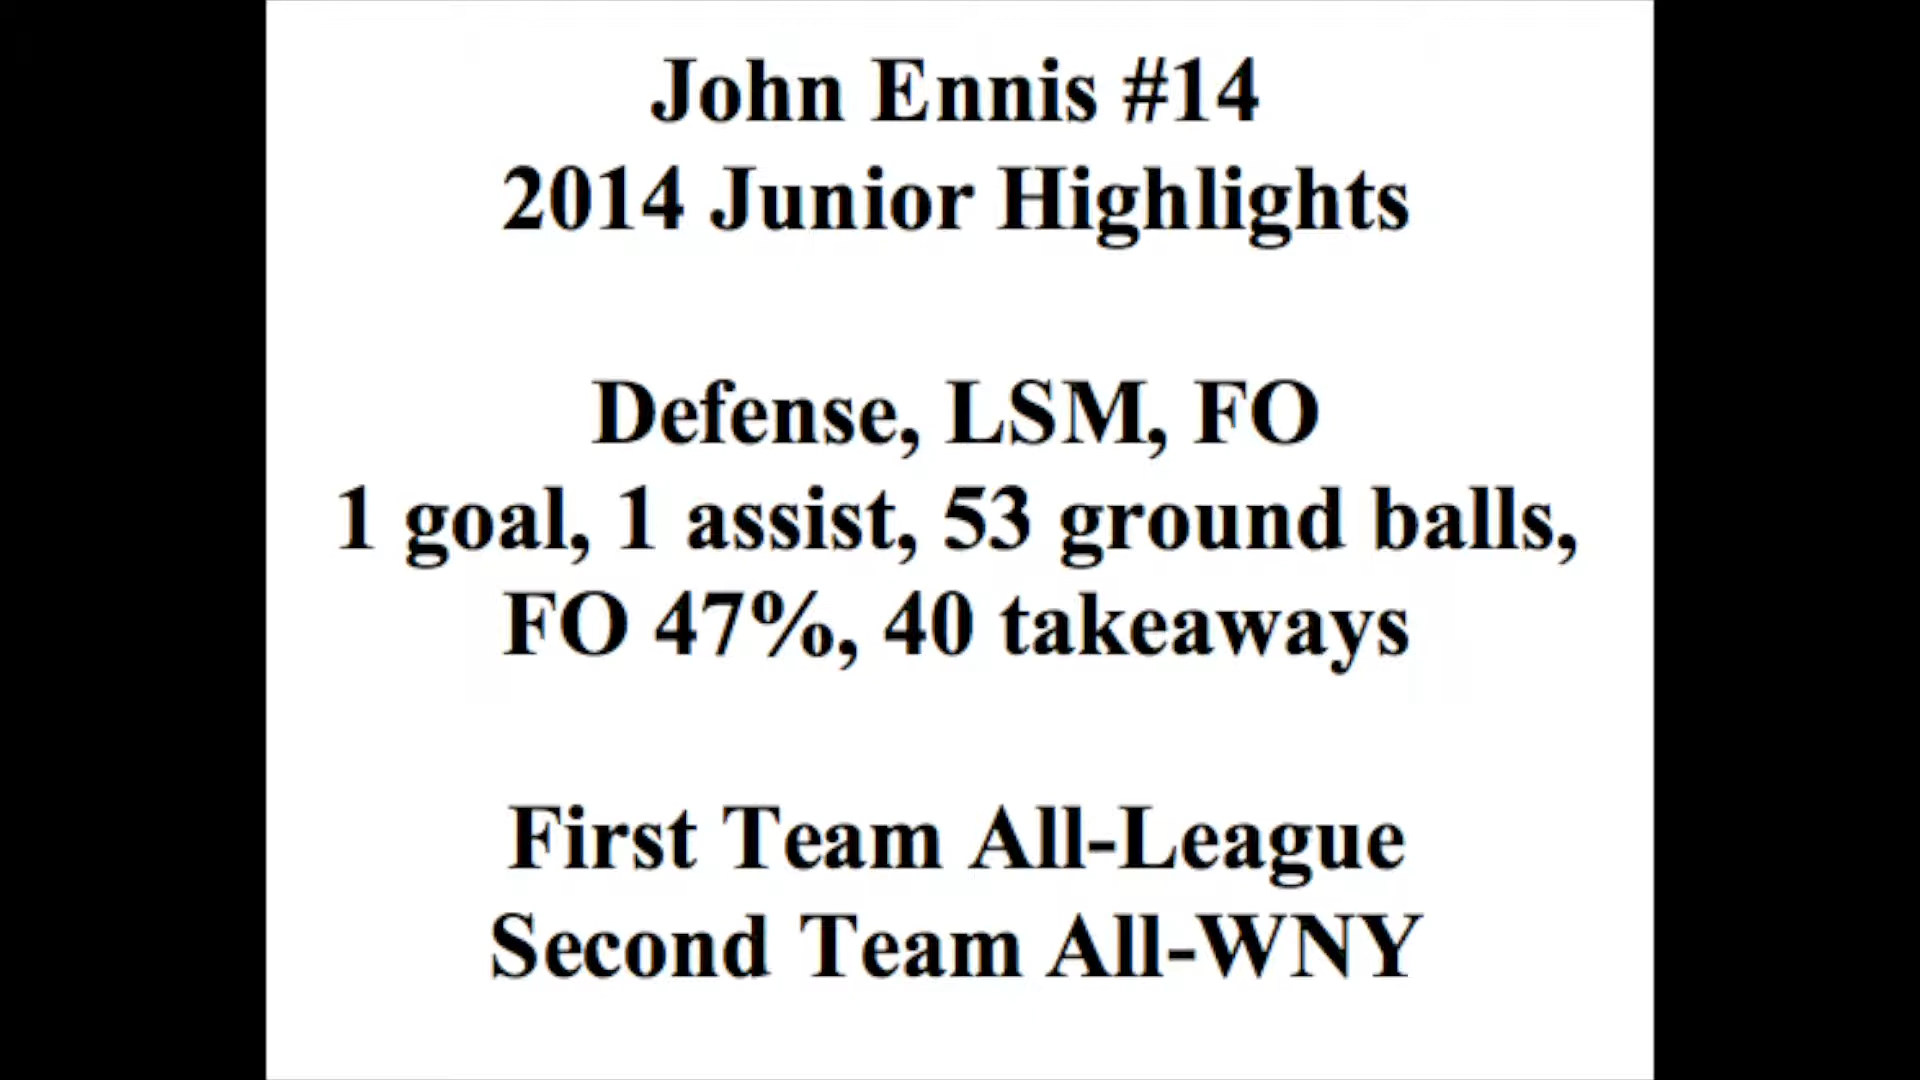 John Ennis #14
2014 Junior Highlights
Defense, LSM, FO
1 goal, 1 assist, 53 ground balls,
FO 47%, 40 takeaways
First Team All-League
Second Team All-WNY